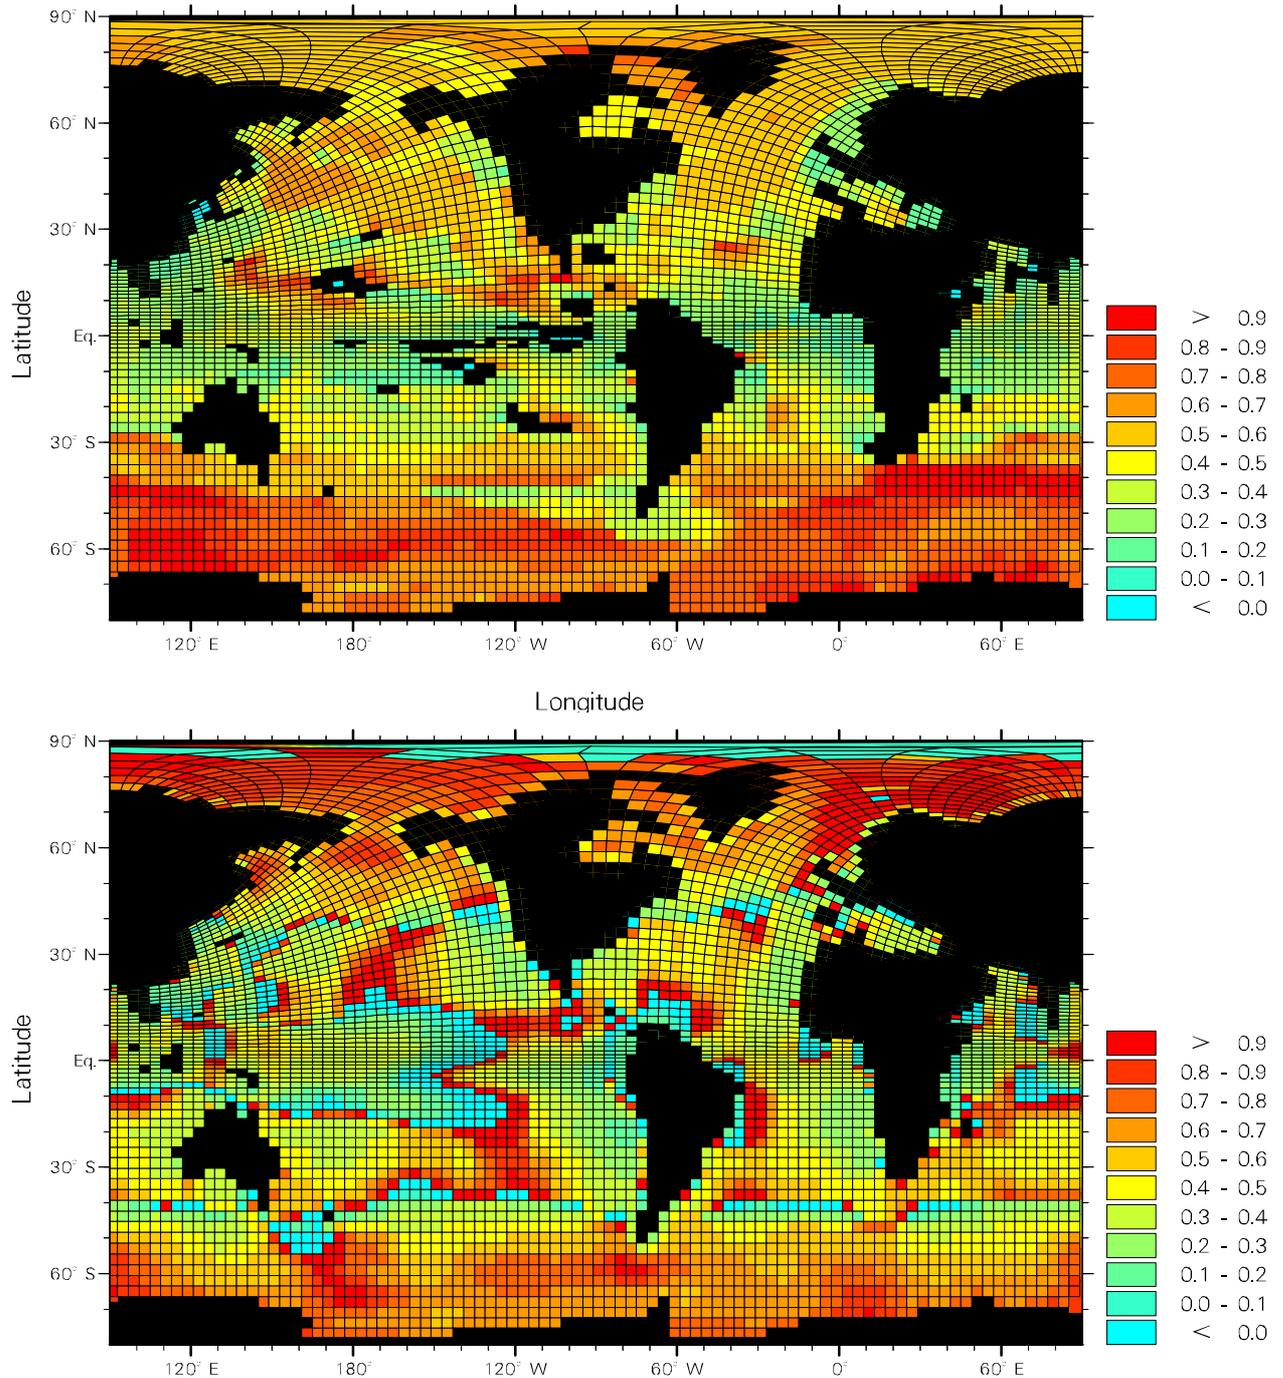 90° N
60° N
30° N
Eq.
30° S
60° S
Latitude
120° E
180°
120° W
60° W
0°
60° E
Longitude
> 0.9
0.8 - 0.9
0.7 - 0.8
0.6 - 0.7
0.5 - 0.6
0.4 - 0.5
0.3 - 0.4
0.2 - 0.3
0.1 - 0.2
0.0 - 0.1
< 0.0
90° N
60° N
30° N
Eq.
30° S
60° S
Latitude
120° E
180°
120° W
60° W
0°
60° E
> 0.9
0.8 - 0.9
0.7 - 0.8
0.6 - 0.7
0.5 - 0.6
0.4 - 0.5
0.3 - 0.4
0.2 - 0.3
0.1 - 0.2
0.0 - 0.1
< 0.0